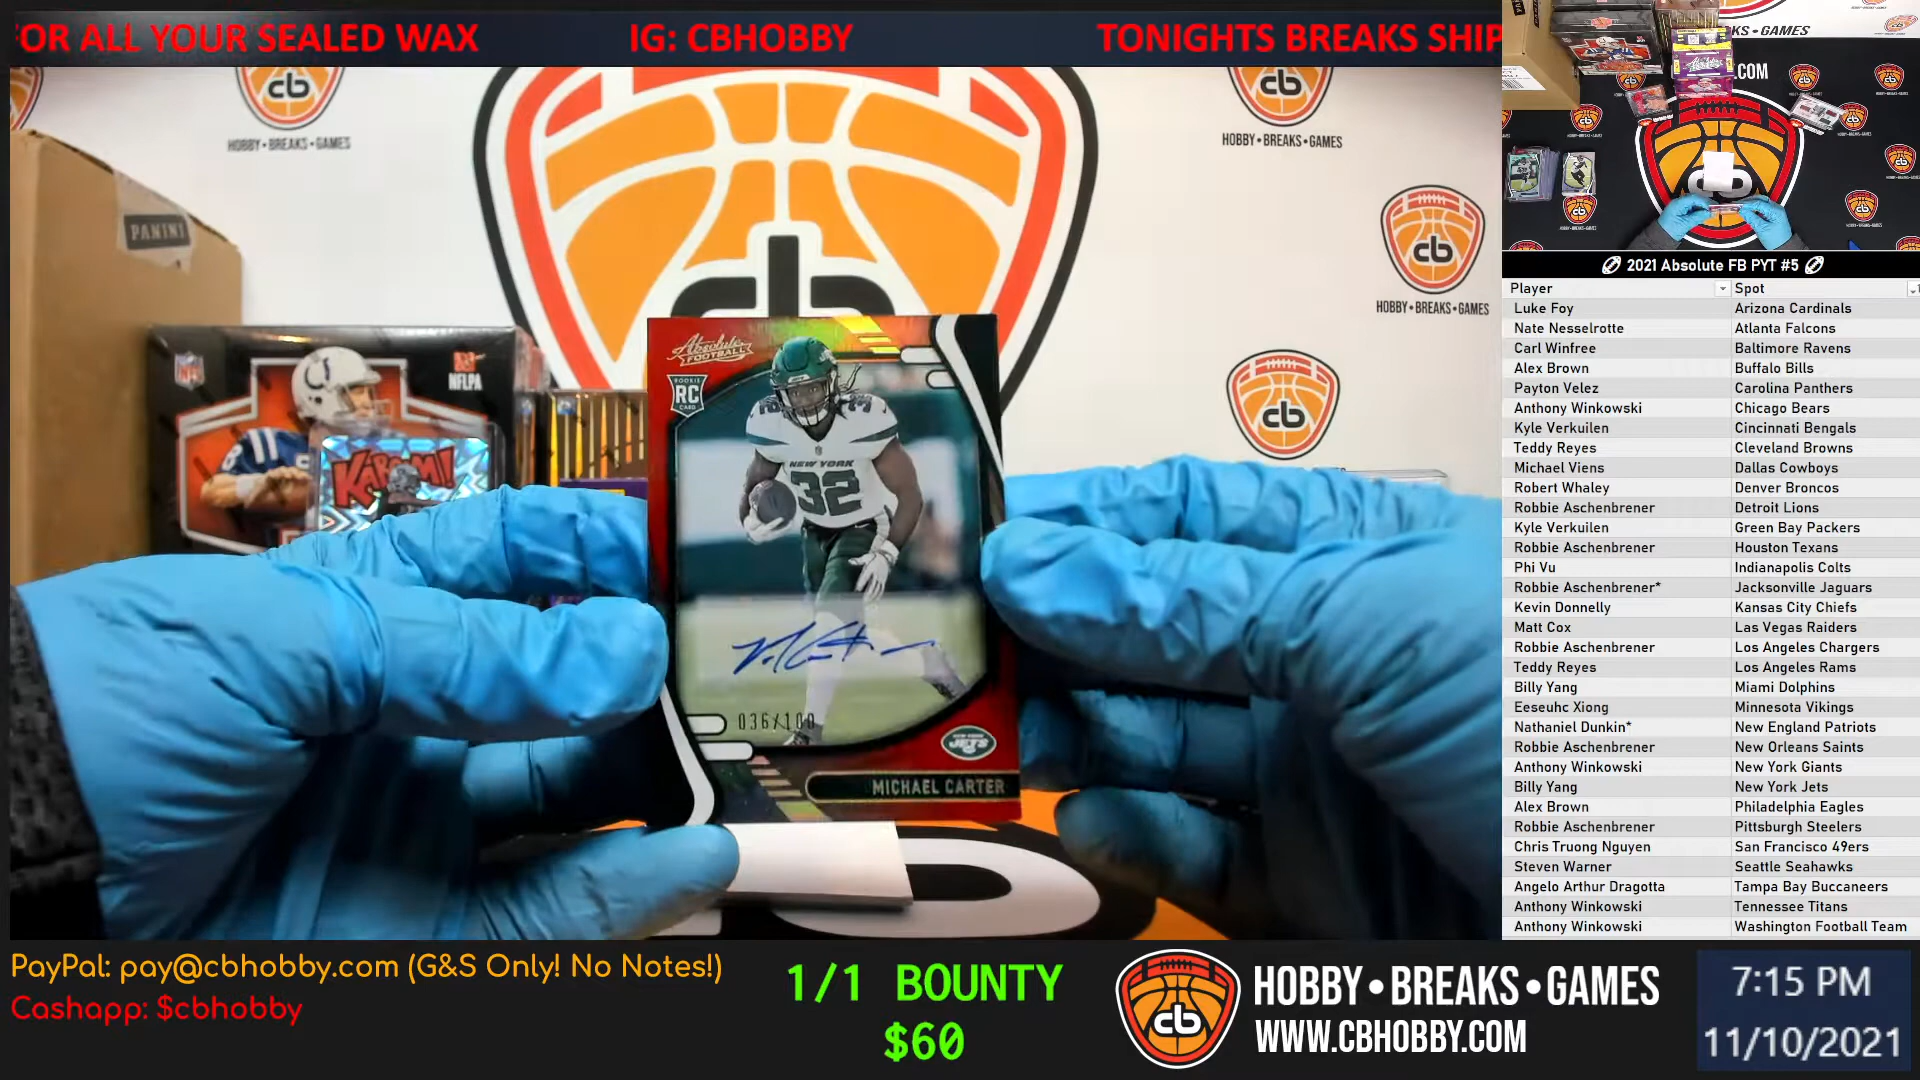 OR ALL YOUR SEALED WAX
IG: CBHOBBY
TONIGHTS BREAKS SHIP
cb
HOBBY • BREAKS • GAMES
cb
HOBBY • BREAKS • GAMES
cb
HOBBY • BREAKS • GAMES
cb
PANINI
NFL
NFLPA
KABOOM!
Absolute
FOOTBALL
ROOKIE
RC
CARD
32
NEW YORK
32
036/100
JETS
MICHAEL CARTER
KS • GAMES
.COM
2021 Absolute FB PYT #5
Player Spot
Luke Foy Arizona Cardinals
Nate Nesselrotte Atlanta Falcons
Carl Winfree Baltimore Ravens
Alex Brown Buffalo Bills
Payton Velez Carolina Panthers
Anthony Winkowski Chicago Bears
Kyle Verkuilen Cincinnati Bengals
Teddy Reyes Cleveland Browns
Michael Viens Dallas Cowboys
Robert Whaley Denver Broncos
Robbie Aschenbrener Detroit Lions
Kyle Verkuilen Green Bay Packers
Robbie Aschenbrener Houston Texans
Phi Vu Indianapolis Colts
Robbie Aschenbrener* Jacksonville Jaguars
Kevin Donnelly Kansas City Chiefs
Matt Cox Las Vegas Raiders
Robbie Aschenbrener Los Angeles Chargers
Teddy Reyes Los Angeles Rams
Billy Yang Miami Dolphins
Eeseuhc Xiong Minnesota Vikings
Nathaniel Dunkin* New England Patriots
Robbie Aschenbrener New Orleans Saints
Anthony Winkowski New York Giants
Billy Yang New York Jets
Alex Brown Philadelphia Eagles
Robbie Aschenbrener Pittsburgh Steelers
Chris Truong Nguyen San Francisco 49ers
Steven Warner Seattle Seahawks
Angelo Arthur Dragotta Tampa Bay Buccaneers
Anthony Winkowski Tennessee Titans
Anthony Winkowski Washington Football Team
PayPal: pay@cbhobby.com (G&S Only! No Notes!)
Cashapp: $cbhobby
1/1 BOUNTY
$60
cb
HOBBY • BREAKS • GAMES
WWW.CBHOBBY.COM
7:15 PM
11/10/2021